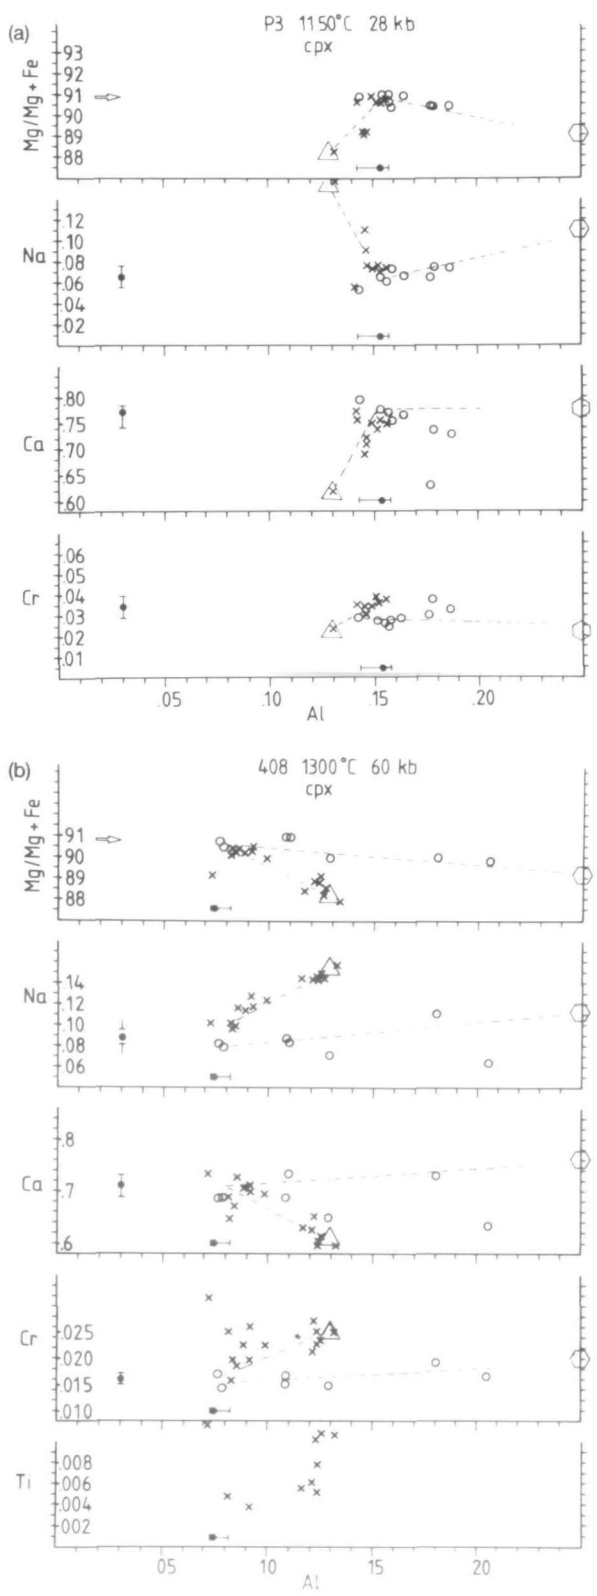 (a)
P3 1150°C 28 kb
cpx
Mg/Mg+Fe
93
92
91
90
89
88
Na
.12
.10
.08
.06
.04
.02
Ca
.80
.75
.70
.65
.60
Cr
.06
.05
.04
.03
.02
.01
.05 .10 .15 .20
Al
(b)
408 1300°C 60 kb
cpx
Mg/Mg+Fe
91
90
89
88
Na
.14
.12
.10
.08
.06
Ca
.8
.7
.6
Cr
.025
.020
.015
.010
Ti
.008
.006
.004
.002
.05 .10 .15 .20
Al